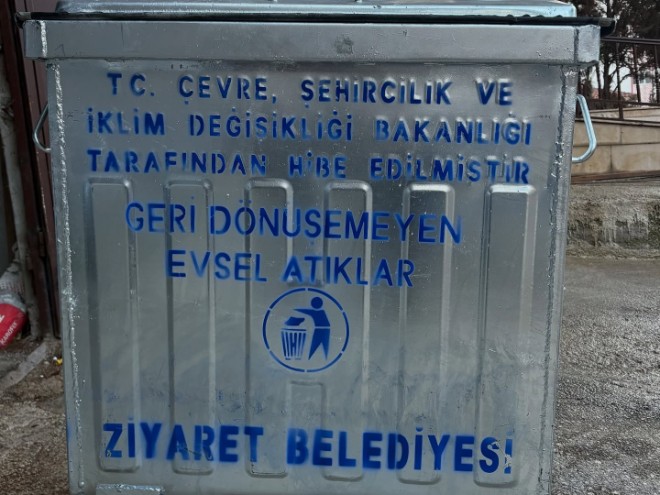 T.C. ÇEVRE, ŞEHİRCİLİK VE
İKLİM DEĞİŞİKLİĞİ BAKANLIĞI
TARAFINDAN HİBE EDİLMİŞTİR
GERİ DÖNÜŞEMEYEN
EVSEL ATIKLAR
ZİYARET BELEDİYESİ